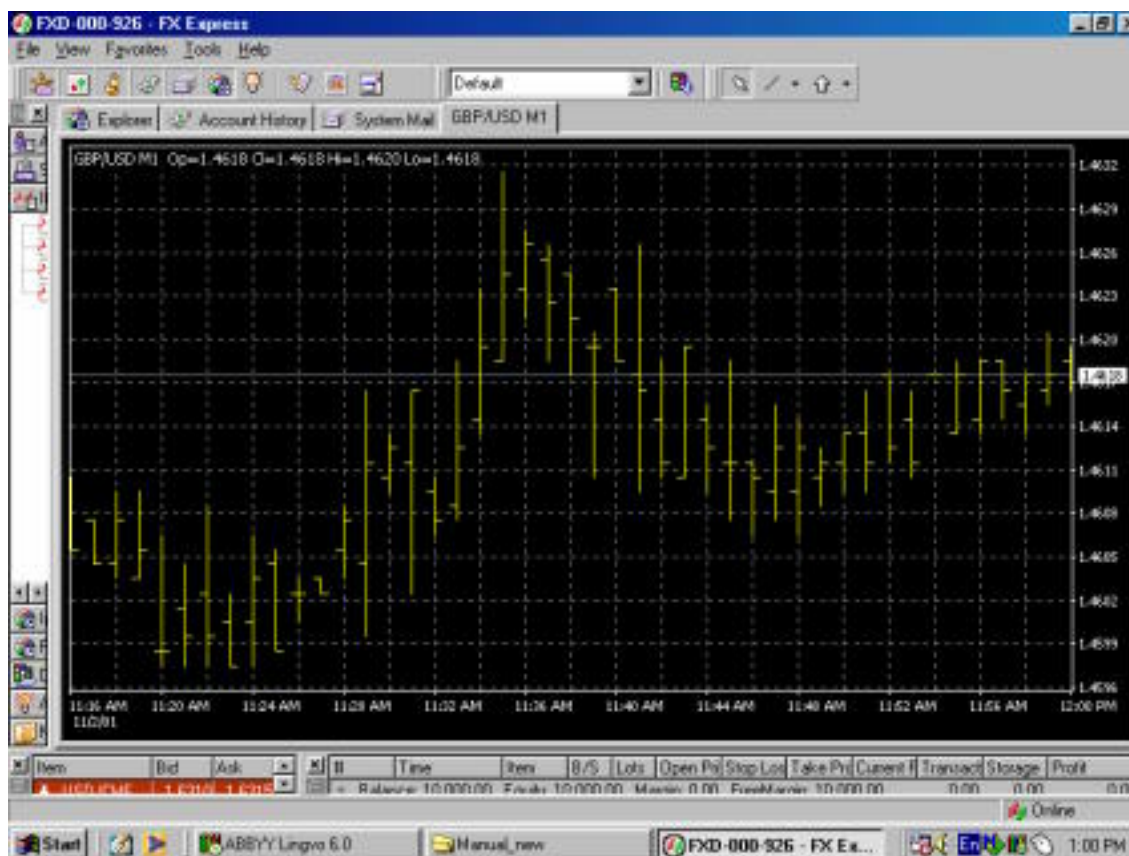 FXD-000-926 - FX Express
File View Favorites Tools Help
Default
Explorer Account History System Mail GBP/USD M1
GBP/USD M1 Op=1.4618 Cl=1.4618 Hi=1.4620 Lo=1.4618
1.4632
1.4629
1.4626
1.4623
1.4620
1.4618
1.4614
1.4611
1.4608
1.4605
1.4602
1.4599
1.4596
11:16 AM 11:20 AM 11:24 AM 11:28 AM 11:32 AM 11:36 AM 11:40 AM 11:44 AM 11:48 AM 11:52 AM 11:56 AM 12:00 PM
11/2/01
Item Bid Ask # Time Item B/S Lots Open Pri Stop Los Take Pri Current F Transact Storage Profit
Balance: 10,000.00 Equity: 10,000.00 Margin: 0.00 FreeMargin: 10,000.00 0.00 0.00
Online
Start ABBYY Lingvo 6.0 Manual_new FXD-000-926 - FX Ex... En 1:00 PM